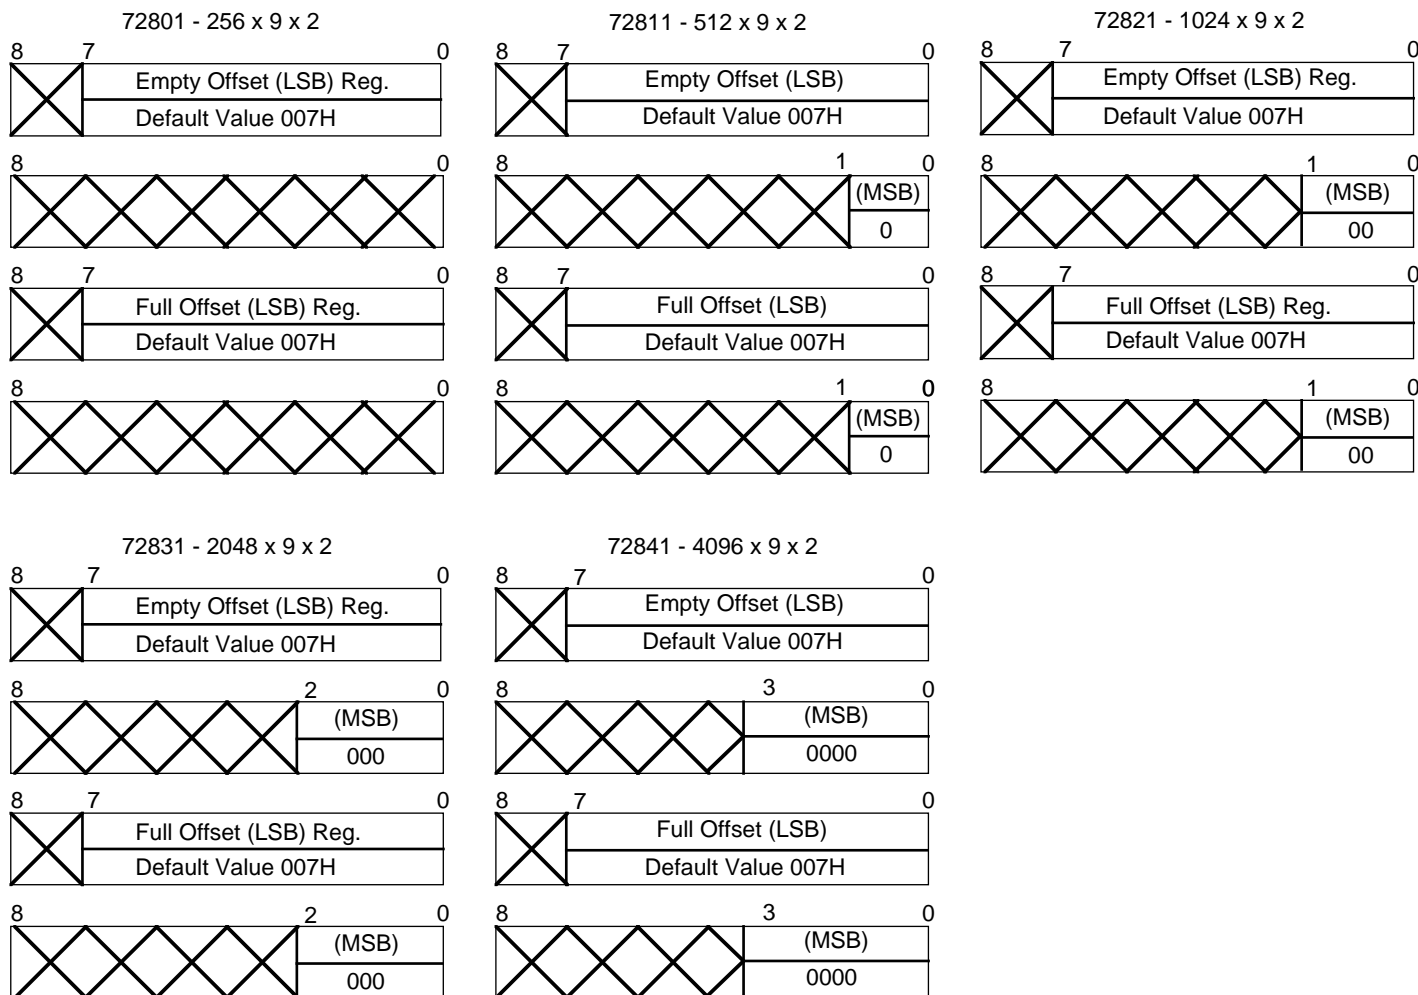 72801 - 256 x 9 x 2
8 7 0
Empty Offset (LSB) Reg.
Default Value 007H
8 0
8 7 0
Full Offset (LSB) Reg.
Default Value 007H
8 0
72811 - 512 x 9 x 2
8 7 0
Empty Offset (LSB)
Default Value 007H
8 1 0
(MSB)
0
8 7 0
Full Offset (LSB)
Default Value 007H
8 1 0
(MSB)
0
72821 - 1024 x 9 x 2
8 7 0
Empty Offset (LSB) Reg.
Default Value 007H
8 1 0
(MSB)
00
8 7 0
Full Offset (LSB) Reg.
Default Value 007H
8 1 0
(MSB)
00
72831 - 2048 x 9 x 2
8 7 0
Empty Offset (LSB) Reg.
Default Value 007H
8 2 0
(MSB)
000
8 7 0
Full Offset (LSB) Reg.
Default Value 007H
8 2 0
(MSB)
000
72841 - 4096 x 9 x 2
8 7 0
Empty Offset (LSB)
Default Value 007H
8 3 0
(MSB)
0000
8 7 0
Full Offset (LSB)
Default Value 007H
8 3 0
(MSB)
0000